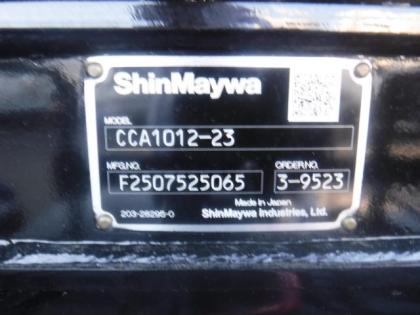 ShinMaywa
MODEL
CCA1012-23
MFG.NO. ORDER.NO.
F2507525065 3-9523
Made in Japan
203-28295-0 ShinMaywa Industries, Ltd.